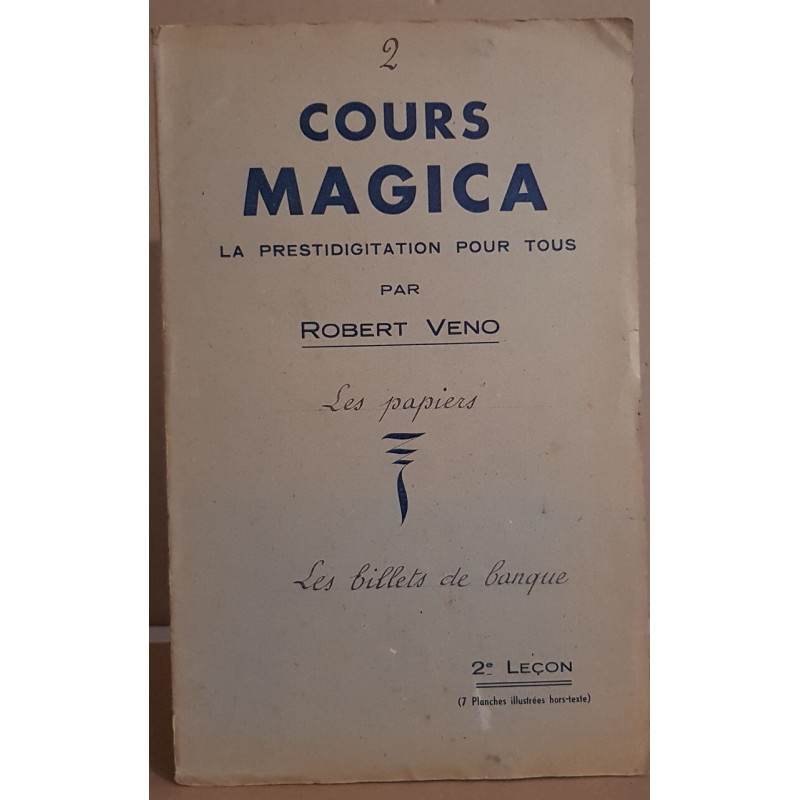 2
COURS
MAGICA
LA PRESTIDIGITATION POUR TOUS
PAR
ROBERT VENO
Les papiers
Les billets de banque
2e LEÇON
(7 Planches illustrées hors-texte)